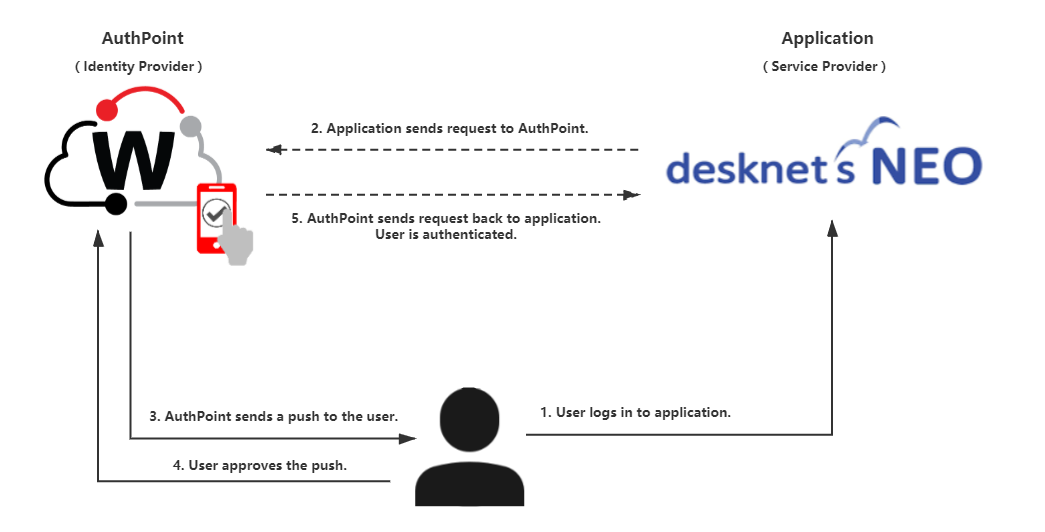 AuthPoint
( Identity Provider )
Application
( Service Provider )
W
desknet's NEO
2. Application sends request to AuthPoint.
5. AuthPoint sends request back to application.
User is authenticated.
3. AuthPoint sends a push to the user.
1. User logs in to application.
4. User approves the push.